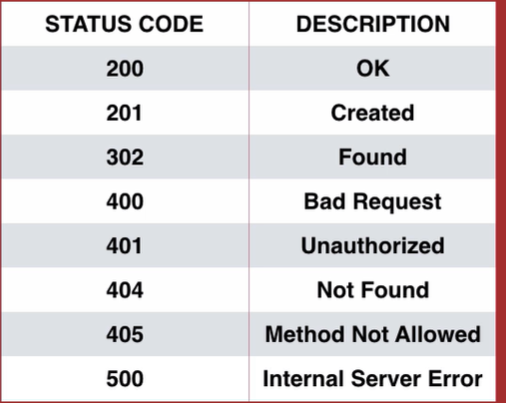 STATUS CODE DESCRIPTION
200 OK
201 Created
302 Found
400 Bad Request
401 Unauthorized
404 Not Found
405 Method Not Allowed
500 Internal Server Error